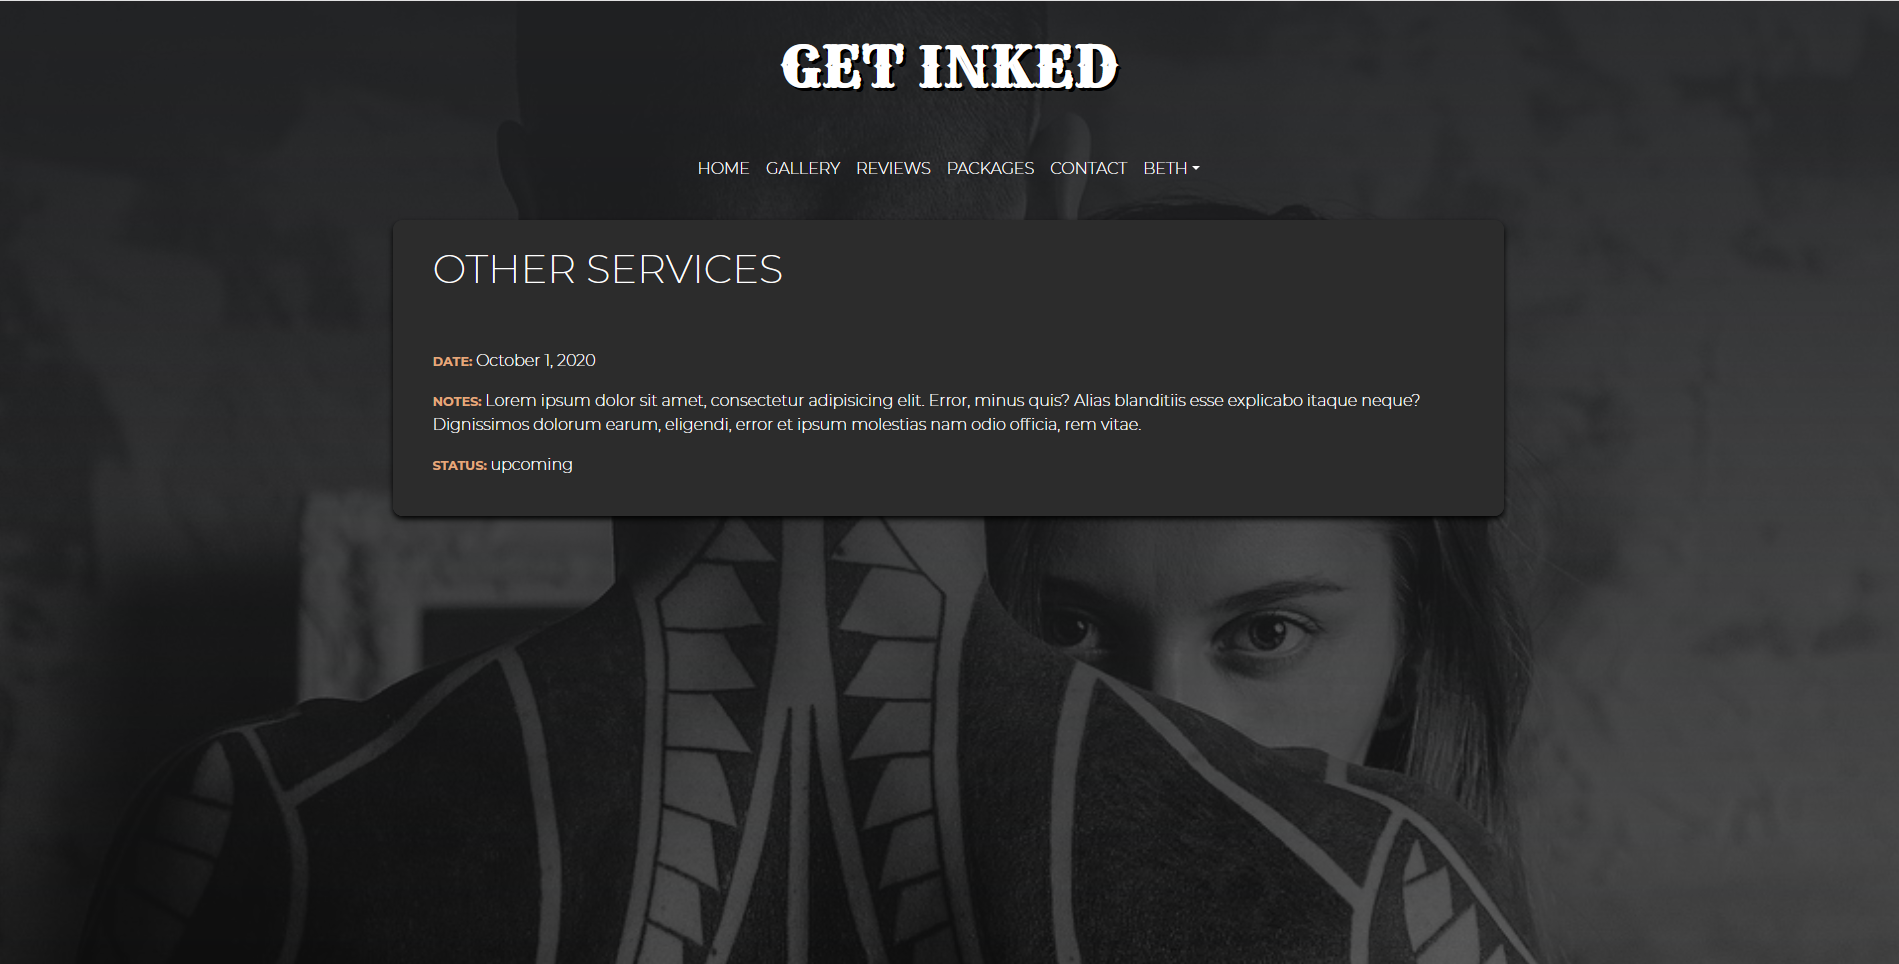 GET INKED
HOME GALLERY REVIEWS PACKAGES CONTACT BETH
OTHER SERVICES
DATE: October 1, 2020
NOTES: Lorem ipsum dolor sit amet, consectetur adipisicing elit. Error, minus quis? Alias blanditiis esse explicabo itaque neque?
Dignissimos dolorum earum, eligendi, error et ipsum molestias nam odio officia, rem vitae.
STATUS: upcoming